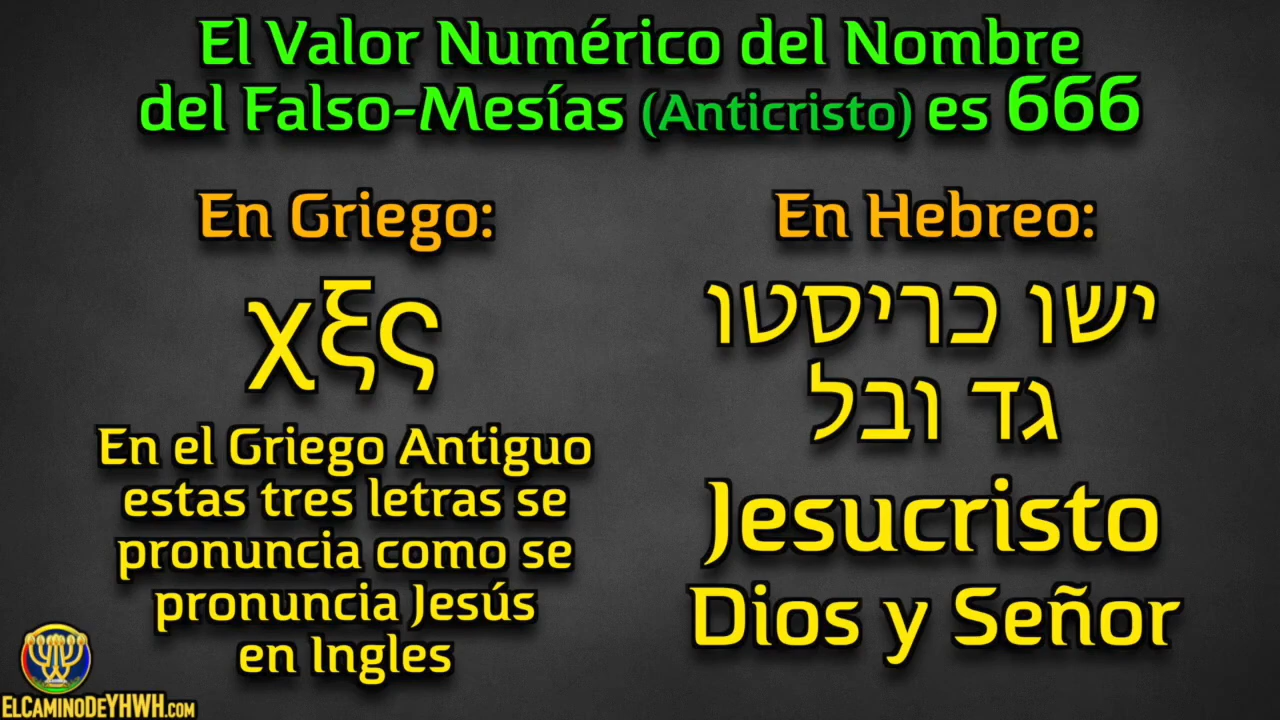 El Valor Numérico del Nombre
del Falso-Mesías (Anticristo) es 666
En Griego:
χξς
En el Griego Antiguo
estas tres letras se
pronuncia como se
pronuncia Jesús
en Ingles
En Hebreo:
ישו כריסטו
גד ובל
Jesucristo
Dios y Señor
ELCAMINODEYHWH.com